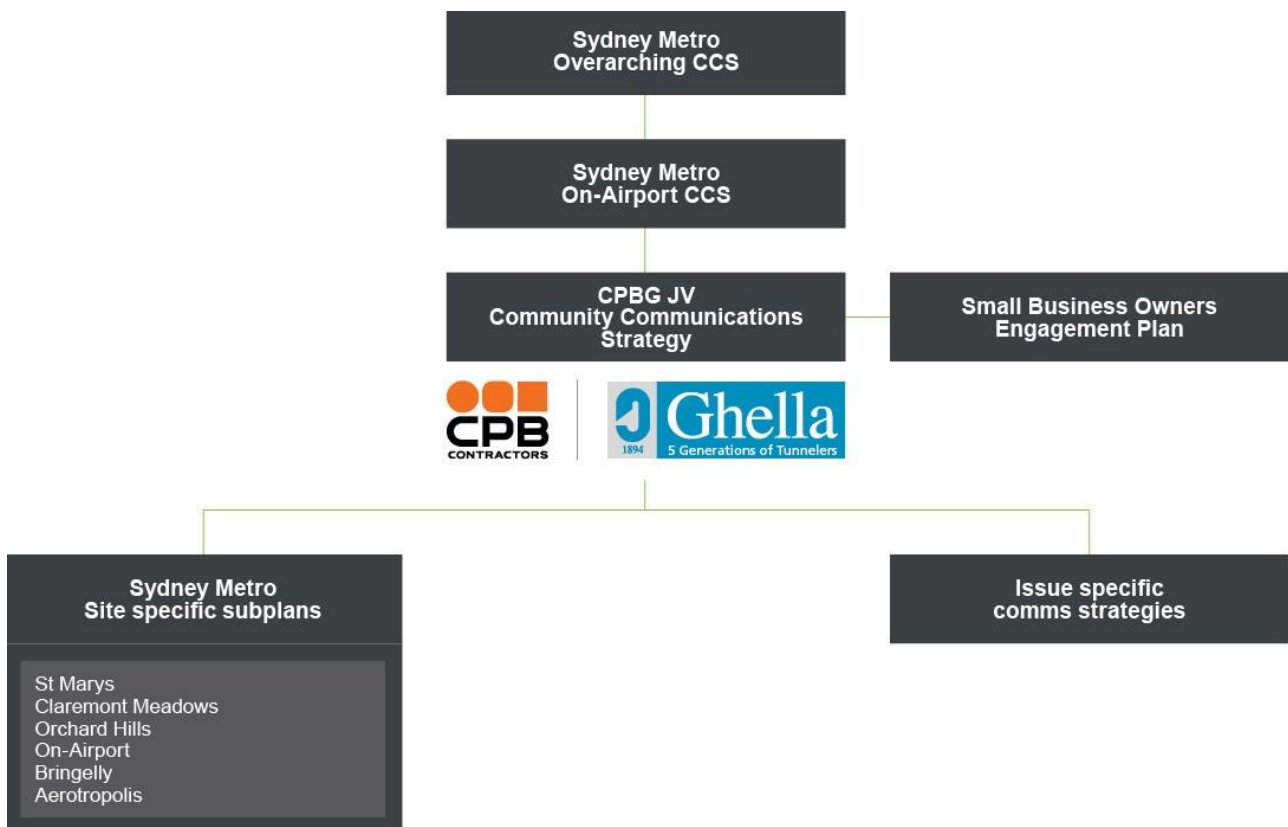 Sydney Metro
Overarching CCS
Sydney Metro
On-Airport CCS
CPBG JV
Community Communications
Strategy
Small Business Owners
Engagement Plan
CPB
CONTRACTORS
Ghella
1894
5 Generations of Tunnelers
Sydney Metro
Site specific subplans
St Marys
Claremont Meadows
Orchard Hills
On-Airport
Bringelly
Aerotropolis
Issue specific
comms strategies